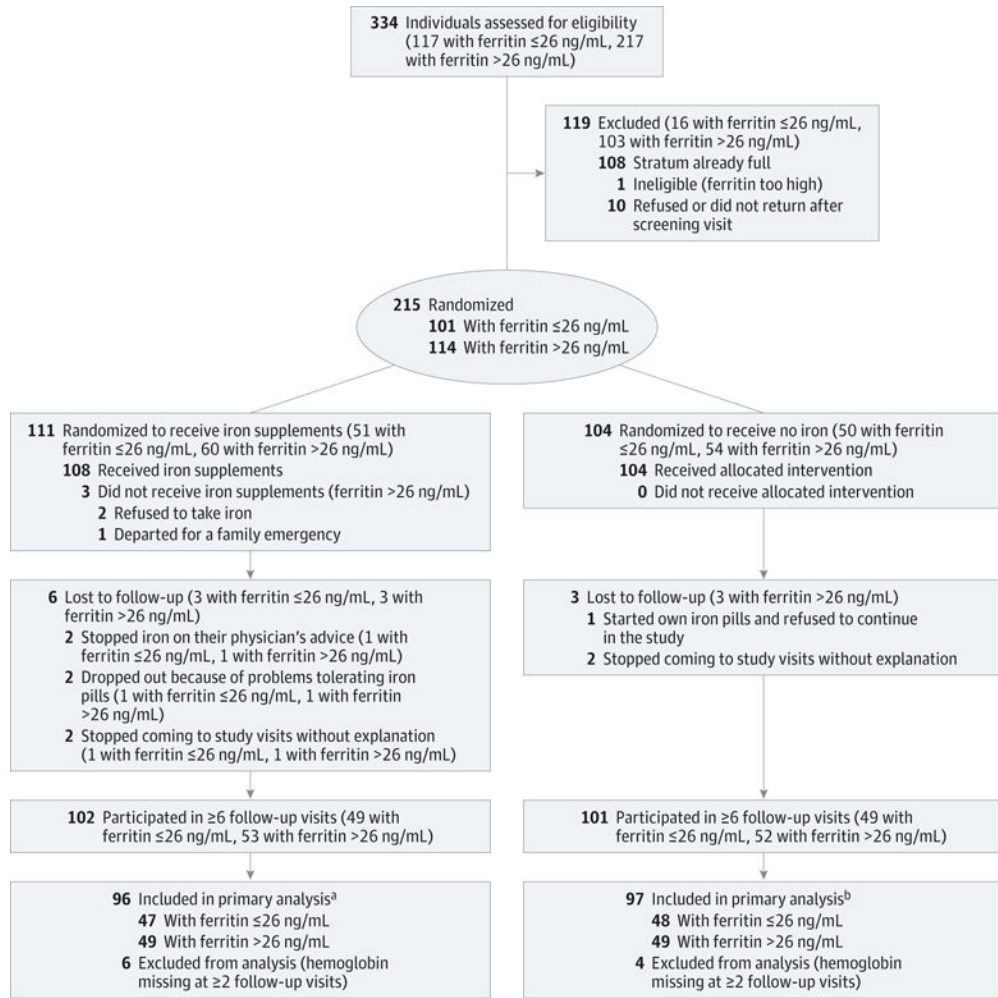 334 Individuals assessed for eligibility
(117 with ferritin ≤26 ng/mL, 217
with ferritin >26 ng/mL)
119 Excluded (16 with ferritin ≤26 ng/mL,
103 with ferritin >26 ng/mL)
108 Stratum already full
1 Ineligible (ferritin too high)
10 Refused or did not return after
screening visit
215 Randomized
101 With ferritin ≤26 ng/mL
114 With ferritin >26 ng/mL
111 Randomized to receive iron supplements (51 with
ferritin ≤26 ng/mL, 60 with ferritin >26 ng/mL)
108 Received iron supplements
3 Did not receive iron supplements (ferritin >26 ng/mL)
2 Refused to take iron
1 Departed for a family emergency
104 Randomized to receive no iron (50 with ferritin
≤26 ng/mL, 54 with ferritin >26 ng/mL)
104 Received allocated intervention
0 Did not receive allocated intervention
6 Lost to follow-up (3 with ferritin ≤26 ng/mL, 3 with
ferritin >26 ng/mL)
2 Stopped iron on their physician's advice (1 with
ferritin ≤26 ng/mL, 1 with ferritin >26 ng/mL)
2 Dropped out because of problems tolerating iron
pills (1 with ferritin ≤26 ng/mL, 1 with ferritin
>26 ng/mL)
2 Stopped coming to study visits without explanation
(1 with ferritin ≤26 ng/mL, 1 with ferritin >26 ng/mL)
3 Lost to follow-up (3 with ferritin >26 ng/mL)
1 Started own iron pills and refused to continue
in the study
2 Stopped coming to study visits without explanation
102 Participated in ≥6 follow-up visits (49 with
ferritin ≤26 ng/mL, 53 with ferritin >26 ng/mL)
101 Participated in ≥6 follow-up visits (49 with
ferritin ≤26 ng/mL, 52 with ferritin >26 ng/mL)
96 Included in primary analysisᵃ
47 With ferritin ≤26 ng/mL
49 With ferritin >26 ng/mL
6 Excluded from analysis (hemoglobin
missing at ≥2 follow-up visits)
97 Included in primary analysisᵇ
48 With ferritin ≤26 ng/mL
49 With ferritin >26 ng/mL
4 Excluded from analysis (hemoglobin
missing at ≥2 follow-up visits)